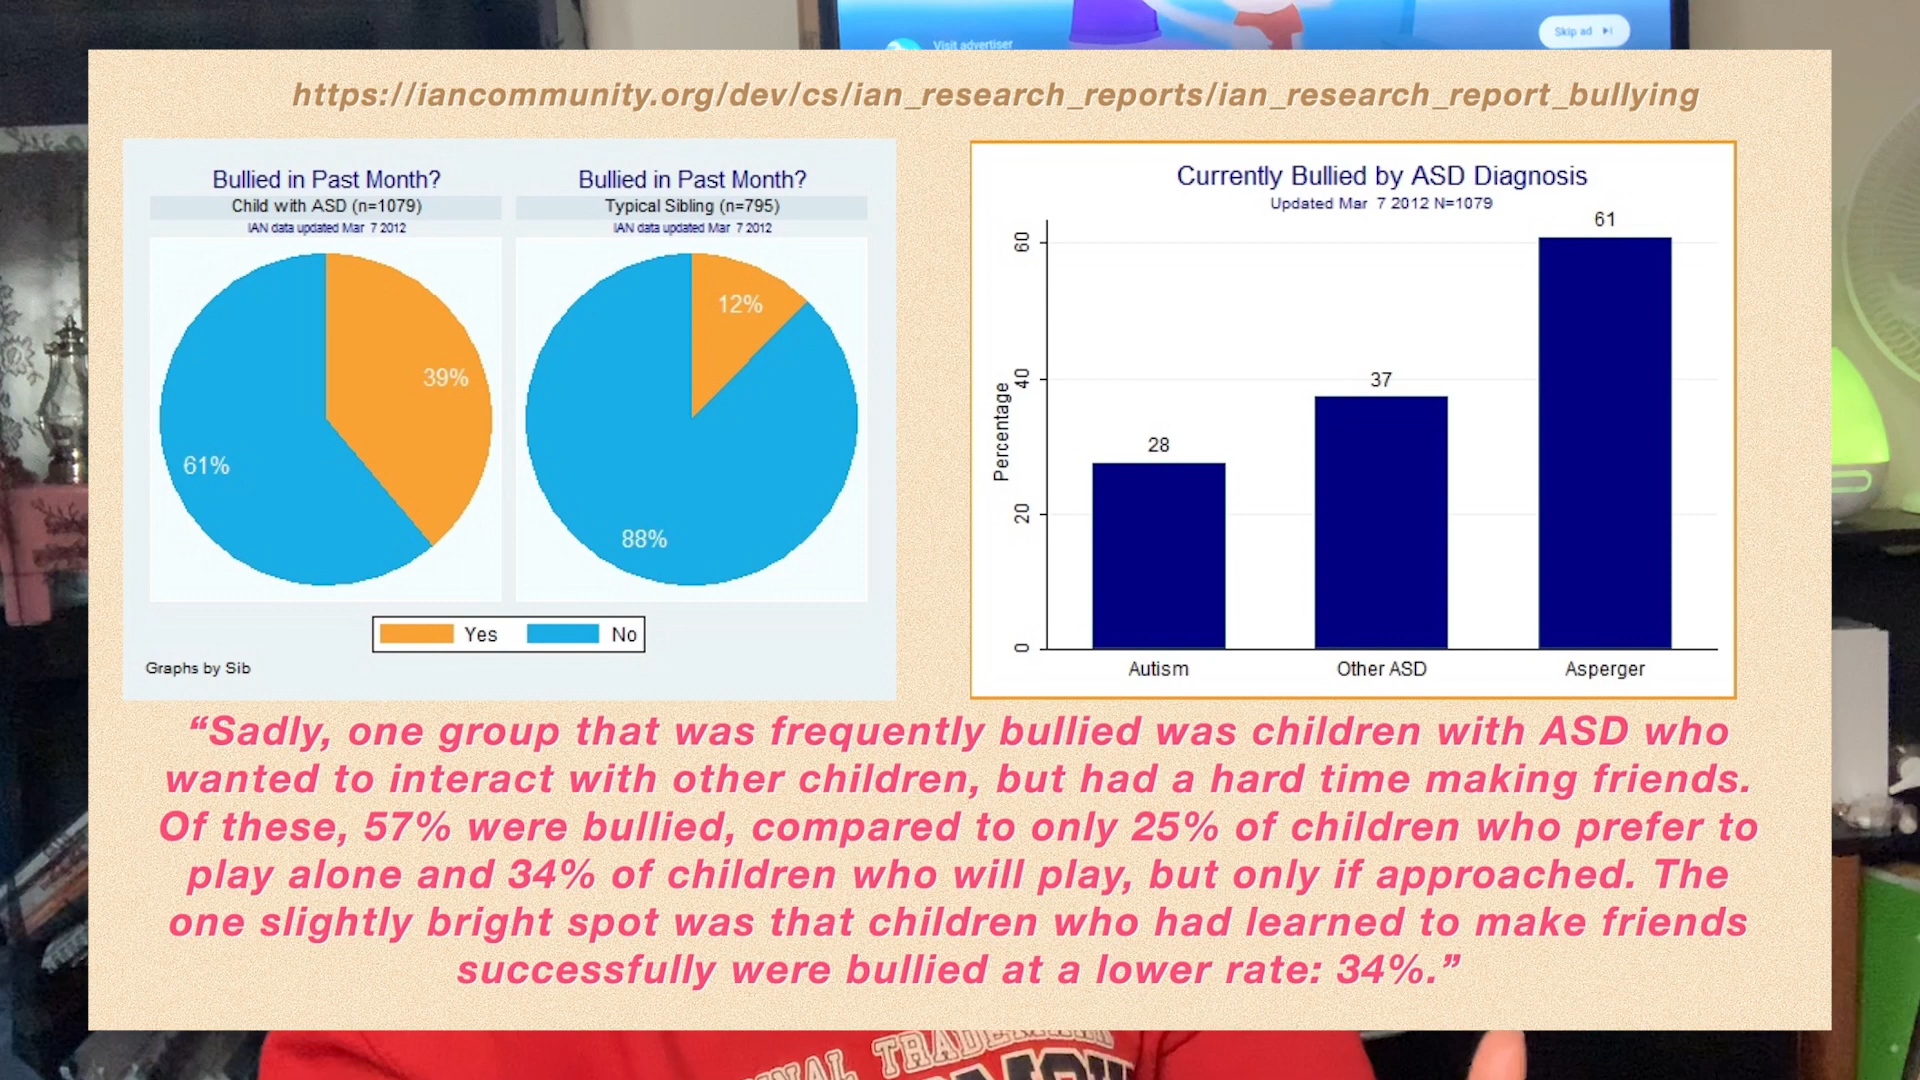 Visit advertiser
Skip ad
https://iancommunity.org/dev/cs/ian_research_reports/ian_research_report_bullying
Bullied in Past Month?
Child with ASD (n=1079)
IAN data updated Mar 7 2012
39%
61%
Bullied in Past Month?
Typical Sibling (n=795)
IAN data updated Mar 7 2012
12%
88%
Yes No
Graphs by Sib
Currently Bullied by ASD Diagnosis
Updated Mar 7 2012 N=1079
Percentage
60
40
20
0
28
37
61
Autism Other ASD Asperger
“Sadly, one group that was frequently bullied was children with ASD who
wanted to interact with other children, but had a hard time making friends.
Of these, 57% were bullied, compared to only 25% of children who prefer to
play alone and 34% of children who will play, but only if approached. The
one slightly bright spot was that children who had learned to make friends
successfully were bullied at a lower rate: 34%.”